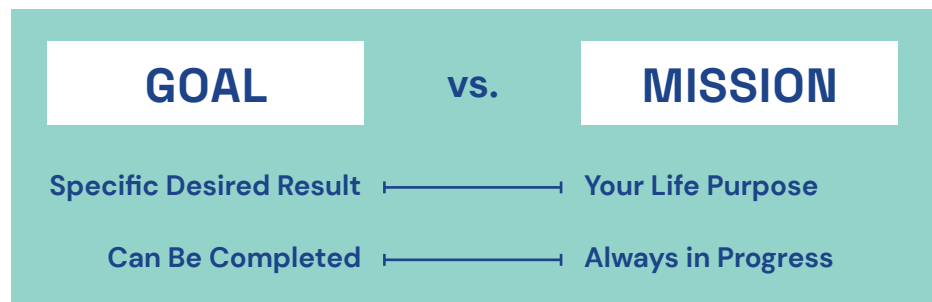 GOAL vs. MISSION
Specific Desired Result Your Life Purpose
Can Be Completed Always in Progress